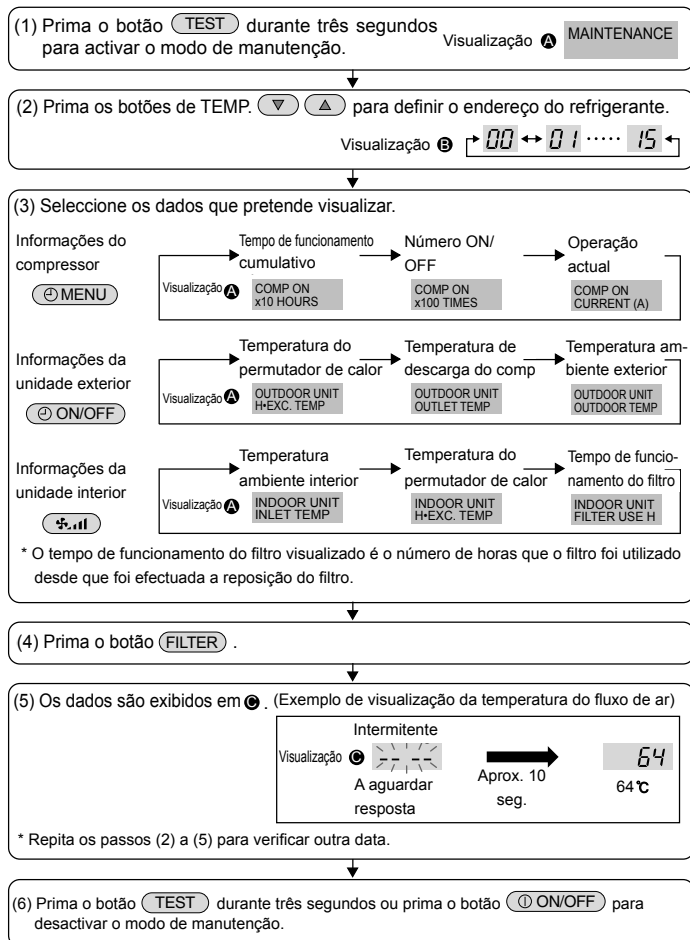 (1) Prima o botão TEST durante três segundos
para activar o modo de manutenção.
Visualização A MAINTENANCE
(2) Prima os botões de TEMP. ▼ ▲ para definir o endereço do refrigerante.
Visualização B 00 ↔ 01 ····· 15
(3) Seleccione os dados que pretende visualizar.
Informações do
compressor
MENU
Visualização A
Tempo de funcionamento
cumulativo
COMP ON
x10 HOURS
Número ON/
OFF
COMP ON
x100 TIMES
Operação
actual
COMP ON
CURRENT (A)
Informações da
unidade exterior
ON/OFF
Visualização A
Temperatura do
permutador de calor
OUTDOOR UNIT
H•EXC. TEMP
Temperatura de
descarga do comp
OUTDOOR UNIT
OUTLET TEMP
Temperatura am-
biente exterior
OUTDOOR UNIT
OUTDOOR TEMP
Informações da
unidade interior
Visualização A
Temperatura
ambiente interior
INDOOR UNIT
INLET TEMP
Temperatura do
permutador de calor
INDOOR UNIT
H•EXC. TEMP
Tempo de funcio-
namento do filtro
INDOOR UNIT
FILTER USE H
* O tempo de funcionamento do filtro visualizado é o número de horas que o filtro foi utilizado
desde que foi efectuada a reposição do filtro.
(4) Prima o botão FILTER .
(5) Os dados são exibidos em C . (Exemplo de visualização da temperatura do fluxo de ar)
Intermitente
Visualização C -- --
A aguardar
resposta
Aprox. 10
seg.
64
64℃
* Repita os passos (2) a (5) para verificar outra data.
(6) Prima o botão TEST durante três segundos ou prima o botão ON/OFF para
desactivar o modo de manutenção.